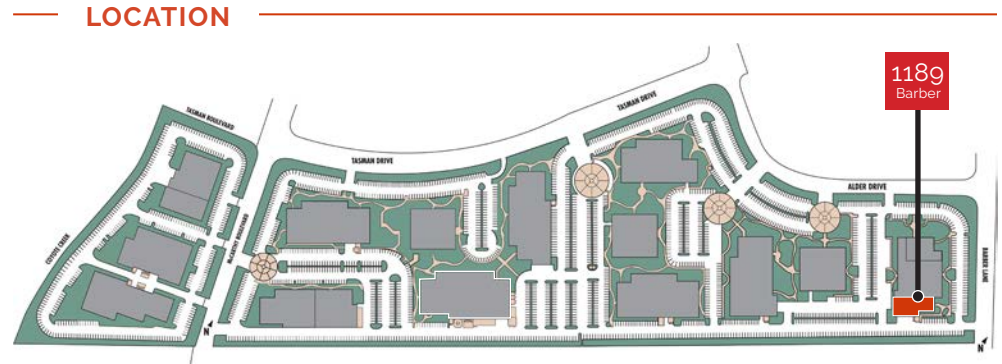 LOCATION
1189
Barber
TASMAN BOULEVARD
TASMAN DRIVE
TASMAN DRIVE
ALDER DRIVE
COYOTE CREEK
McCARTHY BOULEVARD
BARBER LANE
N
N